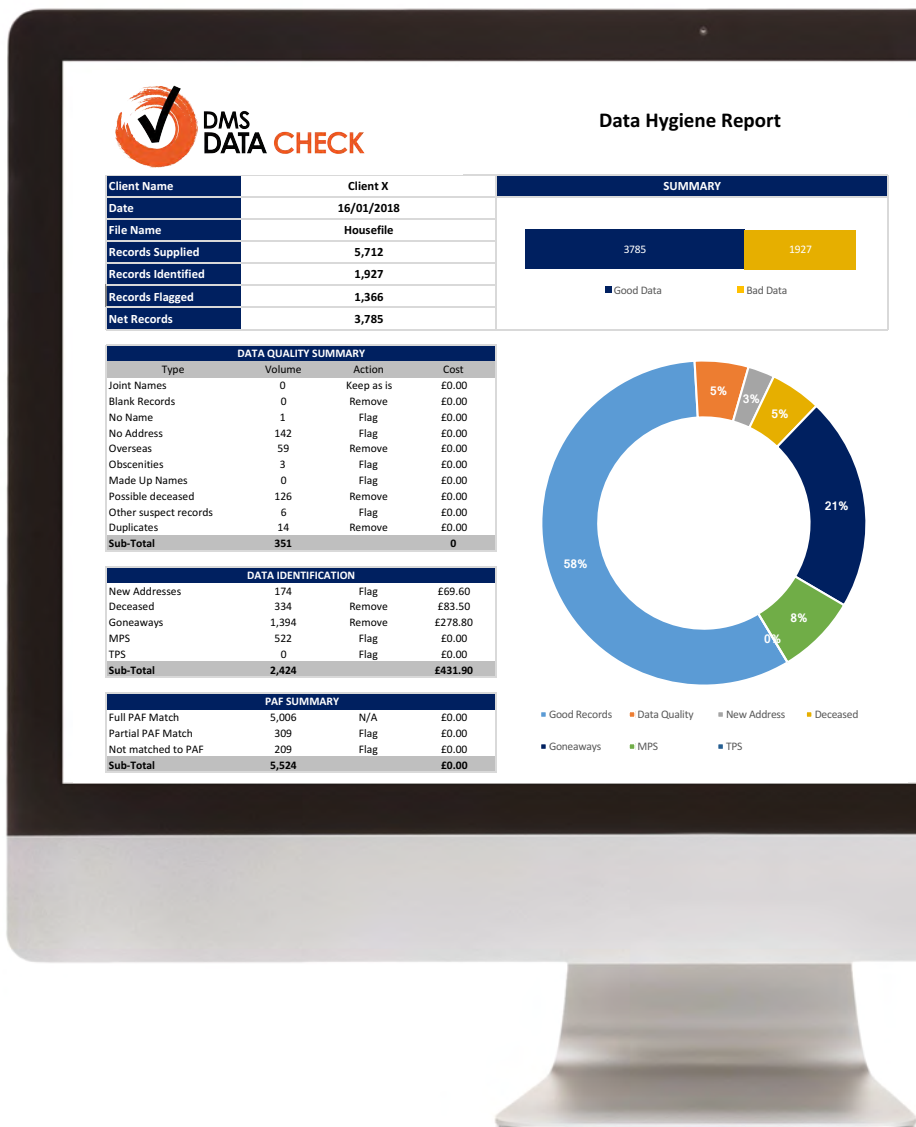 DMS
DATA CHECK
Data Hygiene Report
Client Name Client X
Date 16/01/2018
File Name Housefile
Records Supplied 5,712
Records Identified 1,927
Records Flagged 1,366
Net Records 3,785
SUMMARY
3785 1927
Good Data Bad Data
DATA QUALITY SUMMARY
Type Volume Action Cost
Joint Names 0 Keep as is £0.00
Blank Records 0 Remove £0.00
No Name 1 Flag £0.00
No Address 142 Flag £0.00
Overseas 59 Remove £0.00
Obscenities 3 Flag £0.00
Made Up Names 0 Flag £0.00
Possible deceased 126 Remove £0.00
Other suspect records 6 Flag £0.00
Duplicates 14 Remove £0.00
Sub-Total 351 0
DATA IDENTIFICATION
New Addresses 174 Flag £69.60
Deceased 334 Remove £83.50
Goneaways 1,394 Remove £278.80
MPS 522 Flag £0.00
TPS 0 Flag £0.00
Sub-Total 2,424 £431.90
PAF SUMMARY
Full PAF Match 5,006 N/A £0.00
Partial PAF Match 309 Flag £0.00
Not matched to PAF 209 Flag £0.00
Sub-Total 5,524 £0.00
5%
3%
5%
21%
58%
8%
0%
Good Records Data Quality New Address Deceased
Goneaways MPS TPS